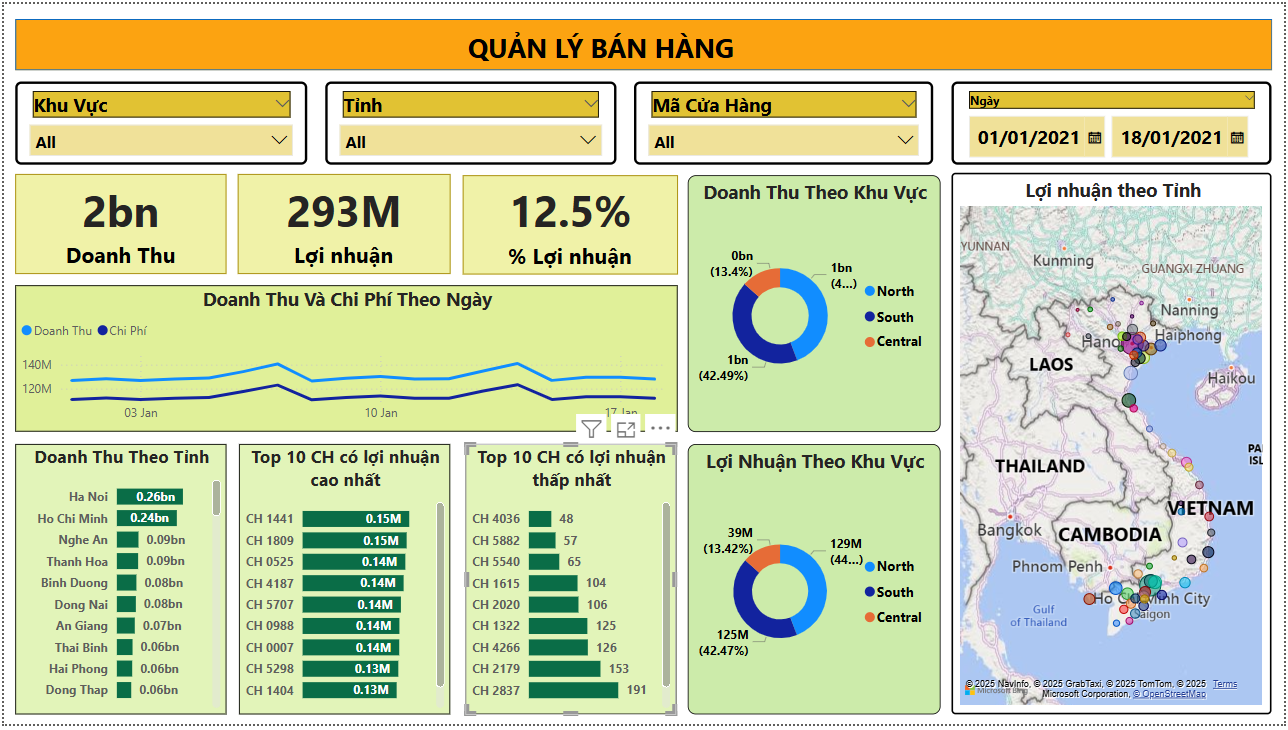 QUẢN LÝ BÁN HÀNG
Khu Vực
All
Tỉnh
All
Mã Cửa Hàng
All
Ngày
01/01/2021
18/01/2021
2bn
Doanh Thu
293M
Lợi nhuận
12.5%
% Lợi nhuận
Doanh Thu Và Chi Phí Theo Ngày
Doanh Thu
Chi Phí
140M
120M
03 Jan
10 Jan
17 Jan
Doanh Thu Theo Khu Vực
0bn
(13.4%)
1bn
(4...)
1bn
(42.49%)
North
South
Central
Doanh Thu Theo Tỉnh
Ha Noi 0.26bn
Ho Chi Minh 0.24bn
Nghe An 0.09bn
Thanh Hoa 0.09bn
Binh Duong 0.08bn
Dong Nai 0.08bn
An Giang 0.07bn
Thai Binh 0.06bn
Hai Phong 0.06bn
Dong Thap 0.06bn
Top 10 CH có lợi nhuận
cao nhất
CH 1441 0.15M
CH 1809 0.15M
CH 0525 0.14M
CH 4187 0.14M
CH 5707 0.14M
CH 0988 0.14M
CH 0007 0.14M
CH 5298 0.13M
CH 1404 0.13M
Top 10 CH có lợi nhuận
thấp nhất
CH 4036 48
CH 5882 57
CH 5540 65
CH 1615 104
CH 2020 106
CH 1322 125
CH 4266 126
CH 2179 153
CH 2837 191
Lợi Nhuận Theo Khu Vực
39M
(13.42%)
129M
(44...)
125M
(42.47%)
North
South
Central
Lợi nhuận theo Tỉnh
YUNNAN
Kunming
GUANGXI ZHUANG
Nanning
Hanoi
Haiphong
LAOS
Haikou
THAILAND
VIETNAM
Bangkok
CAMBODIA
Phnom Penh
Ho Chi Minh City
Saigon
Gulf
of Thailand
© 2025 NavInfo, © 2025 GrabTaxi, © 2025 TomTom, © 2025 Terms
Microsoft Bing
Microsoft Corporation, © OpenStreetMap